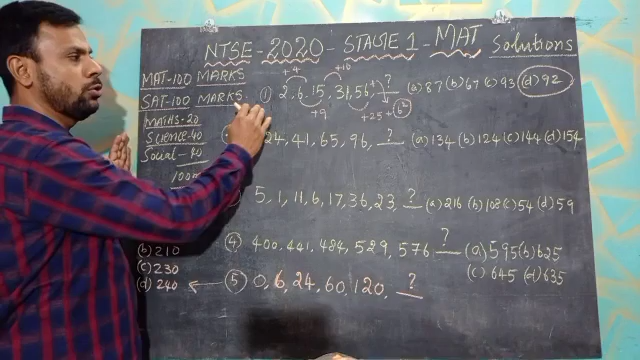 NTSE-2020-STAGE 1-MAT Solutions
MAT-100 MARKS
SAT-100 MARKS
MATHS-20
Science-40
Social-40
100
① 2, 6, 15, 31, 56, ? (a) 87 (b) 67 (c) 93 (d) 92
+4 +10
+9 +25 5²
24, 41, 65, 96, ? (a) 134 (b) 124 (c) 144 (d) 154
5, 1, 11, 6, 17, 36, 23, ? (a) 216 (b) 108 (c) 54 (d) 59
④ 400, 441, 484, 529, 576, ? (a) 595 (b) 625
(c) 645 (d) 635
⑤ 0, 6, 24, 60, 120, ?
(b) 210
(c) 230
(d) 240